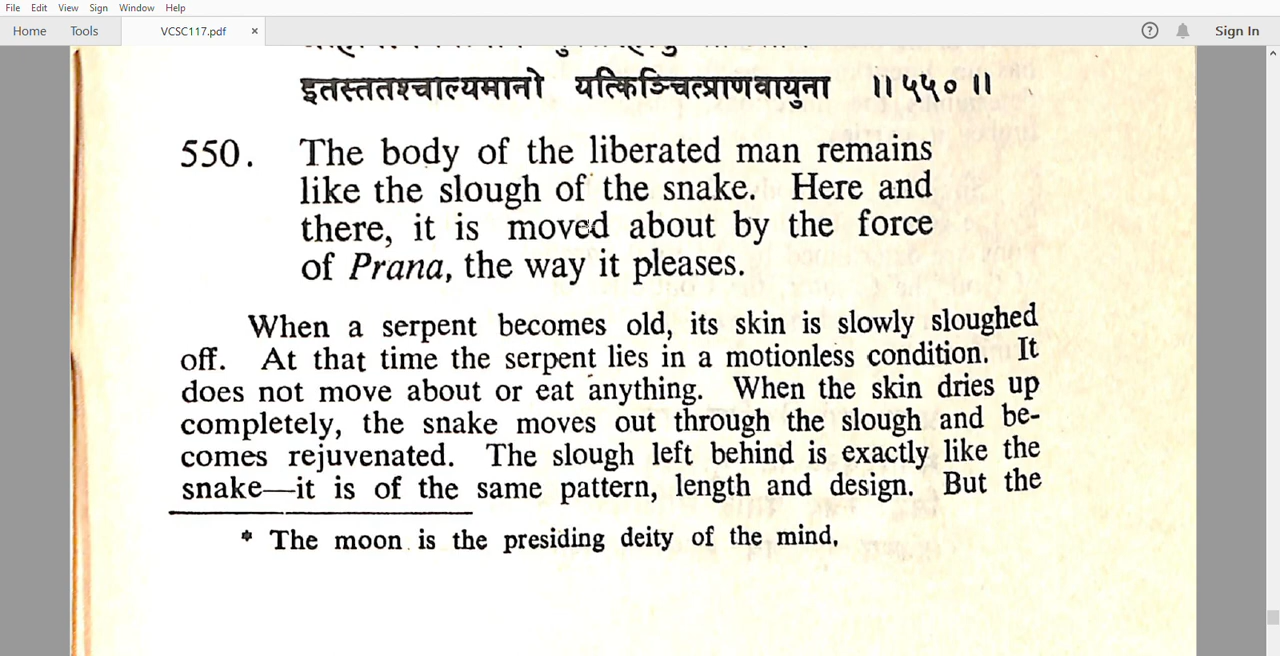 File Edit View Sign Window Help
Home Tools VCSC117.pdf × ? Sign In
इतस्ततश्चाल्यमानो यत्किञ्चित्प्राणवायुना ॥ ५५० ॥
550. The body of the liberated man remains
like the slough of the snake. Here and
there, it is moved about by the force
of Prana, the way it pleases.
When a serpent becomes old, its skin is slowly sloughed
off. At that time the serpent lies in a motionless condition. It
does not move about or eat anything. When the skin dries up
completely, the snake moves out through the slough and be-
comes rejuvenated. The slough left behind is exactly like the
snake—it is of the same pattern, length and design. But the
* The moon is the presiding deity of the mind,